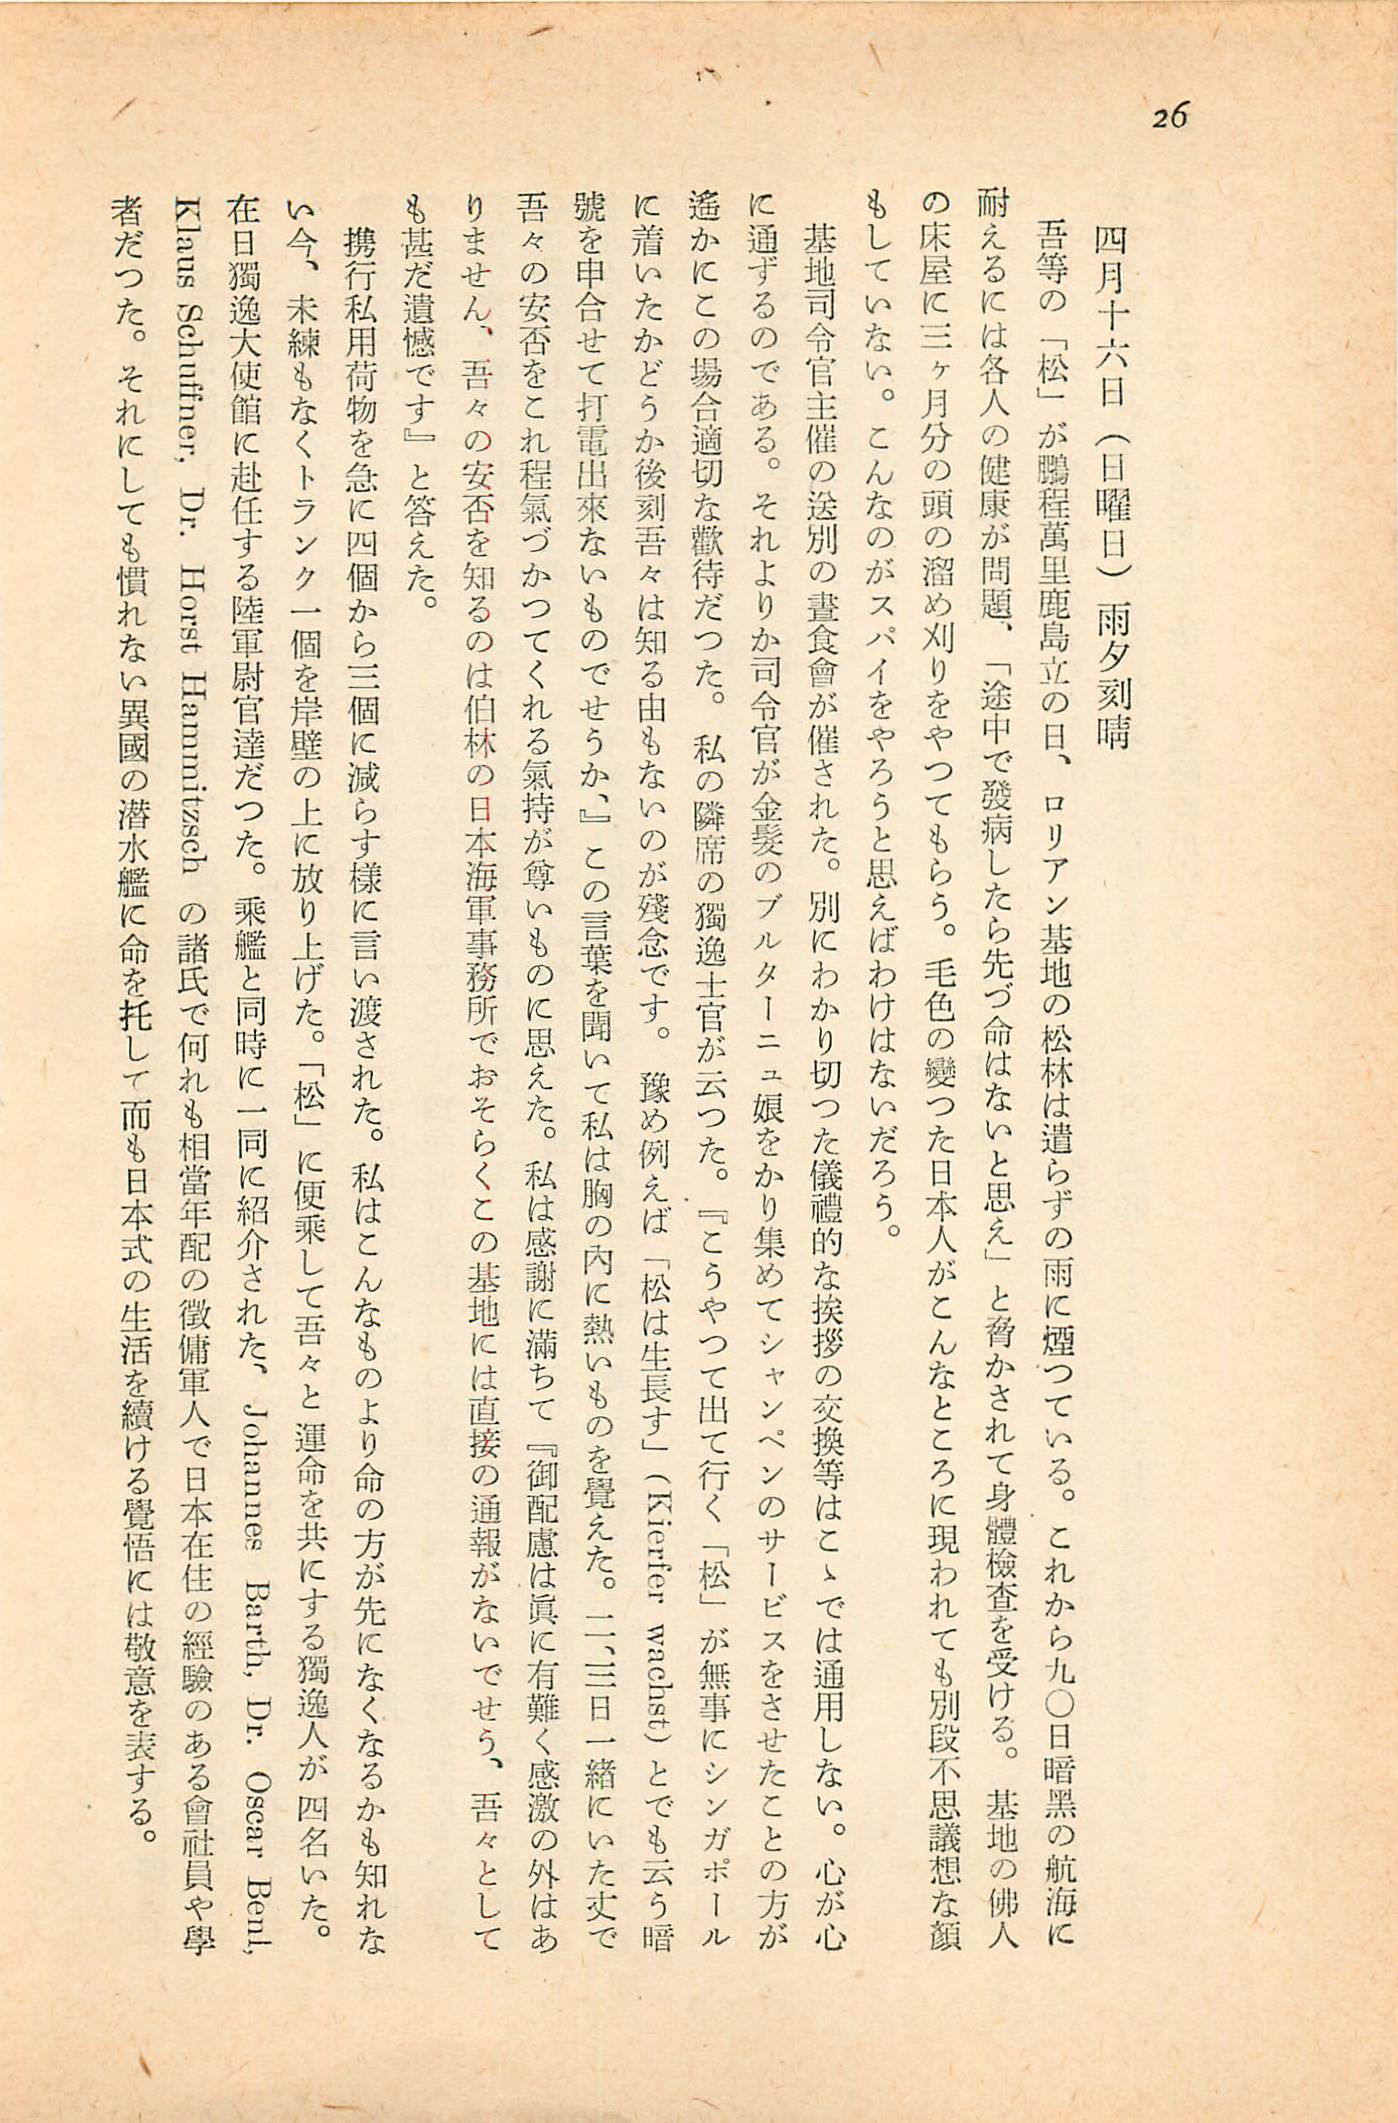 26
四月十六日（日曜日）雨夕刻晴
吾等の「松」が鵬程萬里鹿島立の日、ロリアン基地の松林は遣らずの雨に煙つている。これから九〇日暗黑の航海に
耐えるには各人の健康が問題、「途中で發病したら先づ命はないと思え」と脅かされて身體檢査を受ける。基地の佛人
の床屋に三ヶ月分の頭の溜め刈りをやつてもらう。毛色の變つた日本人がこんなところに現われても別段不思議想な顏
もしていない。こんなのがスパイをやろうと思えばわけはないだろう。
基地司令官主催の送別の晝食會が催された。別にわかり切つた儀禮的な挨拶の交換等はこゝでは通用しない。心が心
に通ずるのである。それよりか司令官が金髮のブルターニュ娘をかり集めてシャンペンのサービスをさせたことの方が
遙かにこの場合適切な歡待だつた。私の隣席の獨逸士官が云つた。『こうやつて出て行く「松」が無事にシンガポール
に着いたかどうか後刻吾々は知る由もないのが殘念です。豫め例えば「松は生長す」（Kierfer wachst）とでも云う暗
號を申合せて打電出來ないものでせうか、』この言葉を聞いて私は胸の內に熱いものを覺えた。二、三日一緒にいた丈で
吾々の安否をこれ程氣づかつてくれる氣持が尊いものに思えた。私は感謝に滿ちて『御配慮は眞に有難く感激の外はあ
りません、吾々の安否を知るのは伯林の日本海軍事務所でおそらくこの基地には直接の通報がないでせう、吾々として
も甚だ遺憾です』と答えた。
携行私用荷物を急に四個から三個に減らす樣に言い渡された。私はこんなものより命の方が先になくなるかも知れな
い今、未練もなくトランク一個を岸壁の上に放り上げた。「松」に便乘して吾々と運命を共にする獨逸人が四名いた。
在日獨逸大使館に赴任する陸軍尉官達だつた。乘艦と同時に一同に紹介された、Johannes Barth, Dr. Oscar Benl,
Klaus Schuffner, Dr. Horst Hammitzsch の諸氏で何れも相當年配の徵傭軍人で日本在住の經驗のある會社員や學
者だつた。それにしても慣れない異國の潛水艦に命を托して而も日本式の生活を續ける覺悟には敬意を表する。